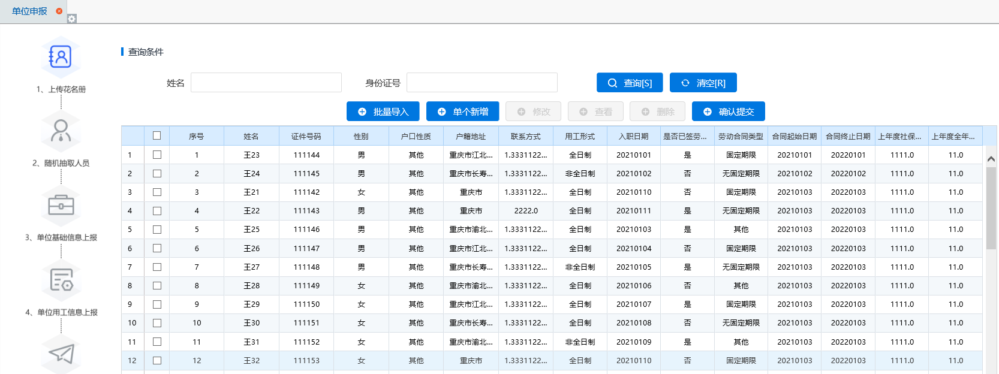 单位申报
查询条件
姓名 身份证号 查询[S] 清空[R]
批量导入 单个新增 修改 查看 删除 确认提交
1、上传花名册
2、随机抽取人员
3、单位基础信息上报
4、单位用工信息上报
序号 姓名 证件号码 性别 户口性质 户籍地址 联系方式 用工形式 入职日期 是否已签劳... 劳动合同类型 合同起始日期 合同终止日期 上年度社保... 上年度全年...
1 1 王23 111144 男 其他 重庆市江北... 1.3331122... 全日制 20210101 是 固定期限 20210101 20220101 1111.0 11.0
2 2 王24 111145 男 其他 重庆市长寿... 1.3331122... 非全日制 20210102 否 无固定期限 20210102 20220102 1111.0 11.0
3 3 王21 111142 女 其他 重庆市 1.3331122... 全日制 20210110 否 固定期限 20210103 20220103 1111.0 11.0
4 4 王22 111143 男 其他 重庆市 2222.0 全日制 20210111 是 无固定期限 20210103 20220103 1111.0 11.0
5 5 王25 111146 男 其他 重庆市渝北... 1.3331122... 全日制 20210103 是 其他 20210103 20220103 1111.0 11.0
6 6 王26 111147 男 其他 重庆市江北... 1.3331122... 全日制 20210104 否 固定期限 20210103 20220103 1111.0 11.0
7 7 王27 111148 男 其他 重庆市长寿... 1.3331122... 非全日制 20210105 是 无固定期限 20210103 20220103 1111.0 11.0
8 8 王28 111149 女 其他 重庆市渝北... 1.3331122... 全日制 20210106 否 其他 20210103 20220103 1111.0 11.0
9 9 王29 111150 女 其他 重庆市江北... 1.3331122... 全日制 20210107 是 固定期限 20210103 20220103 1111.0 11.0
10 10 王30 111151 女 其他 重庆市长寿... 1.3331122... 全日制 20210108 否 无固定期限 20210103 20220103 1111.0 11.0
11 11 王31 111152 女 其他 重庆市渝北... 1.3331122... 非全日制 20210109 是 其他 20210103 20220103 1111.0 11.0
12 12 王32 111153 女 其他 重庆市 1.3331122... 全日制 20210110 否 固定期限 20210103 20220103 1111.0 11.0